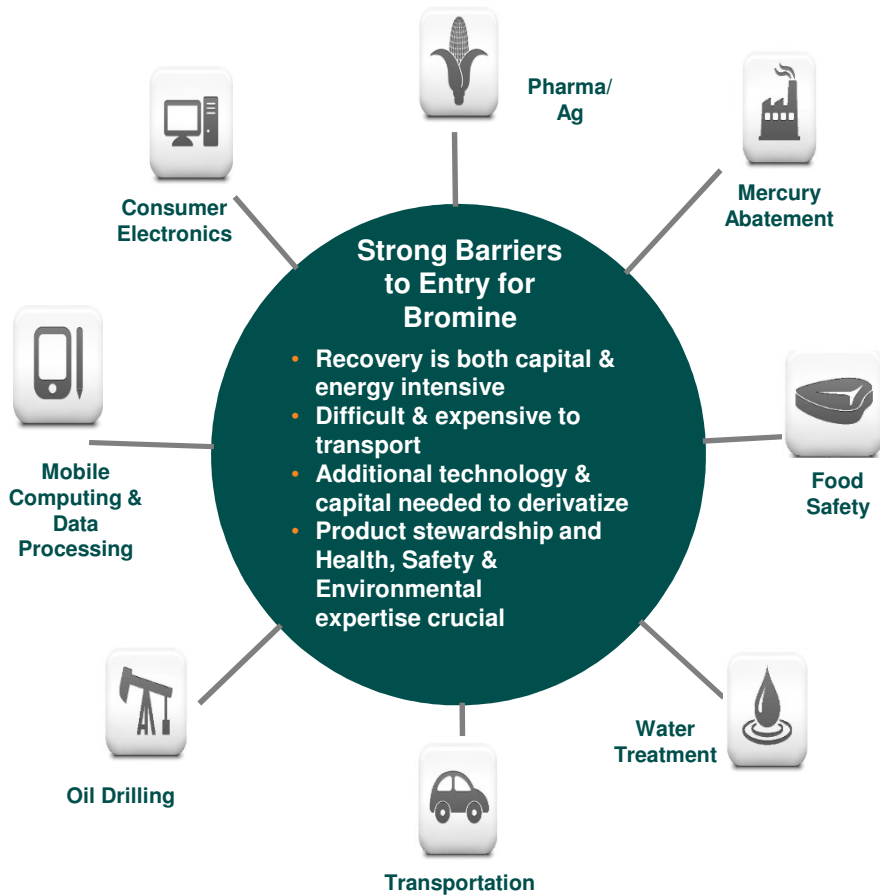 Pharma/
Ag
Mercury
Abatement
Consumer
Electronics
Strong Barriers
to Entry for
Bromine
• Recovery is both capital &
energy intensive
• Difficult & expensive to
transport
• Additional technology &
capital needed to derivatize
• Product stewardship and
Health, Safety &
Environmental
expertise crucial
Mobile
Computing &
Data
Processing
Food
Safety
Water
Treatment
Oil Drilling
Transportation